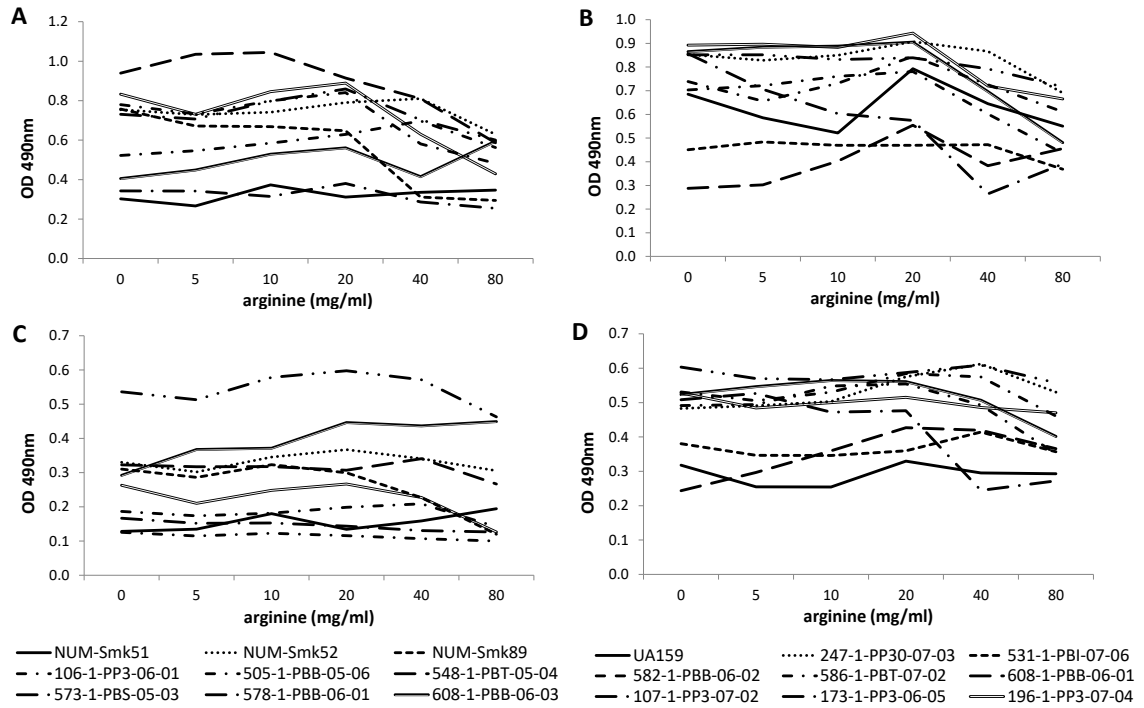 A
1.2
1.0
0.8
0.6
0.4
0.2
0.0
OD 490nm
0 5 10 20 40 80
arginine (mg/ml)
B
1.0
0.9
0.8
0.7
0.6
0.5
0.4
0.3
0.2
0.1
0.0
OD 490nm
0 5 10 20 40 80
arginine (mg/ml)
C
0.7
0.6
0.5
0.4
0.3
0.2
0.1
0.0
OD 490nm
0 5 10 20 40 80
arginine (mg/ml)
D
0.7
0.6
0.5
0.4
0.3
0.2
0.1
0.0
OD 490nm
0 5 10 20 40 80
arginine (mg/ml)
NUM-Smk51 NUM-Smk52 NUM-Smk89
106-1-PP3-06-01 505-1-PBB-05-06 548-1-PBT-05-04
573-1-PBS-05-03 578-1-PBB-06-01 608-1-PBB-06-03
UA159 247-1-PP30-07-03 531-1-PBI-07-06
582-1-PBB-06-02 586-1-PBT-07-02 608-1-PBB-06-01
107-1-PP3-07-02 173-1-PP3-06-05 196-1-PP3-07-04